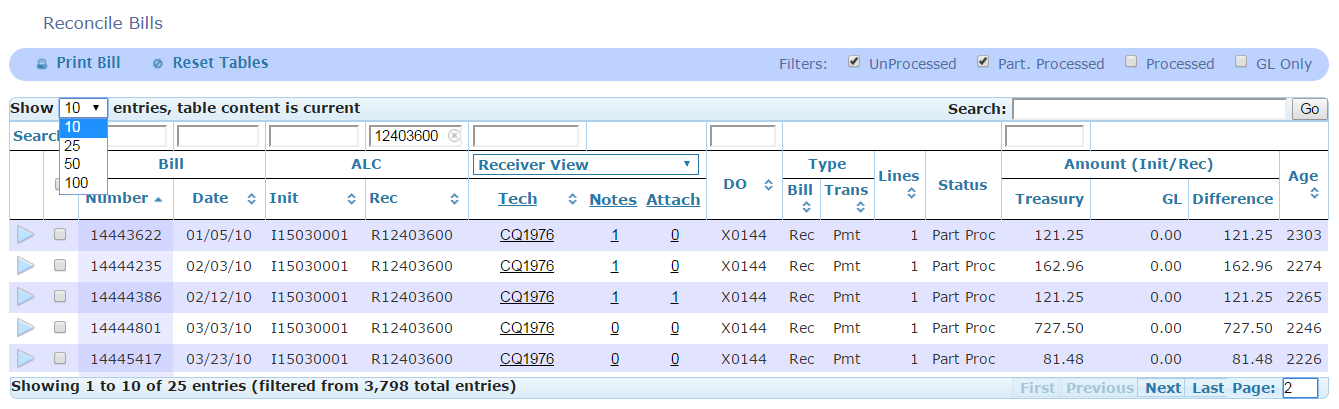 Reconcile Bills
Print Bill Reset Tables Filters: UnProcessed Part. Processed Processed GL Only
Show 10 entries, table content is current Search: Go
10
25
50
100
Search 12403600
Bill ALC Receiver View DO Type Lines Status Amount (Init/Rec) Age
Number Date Init Rec Tech Notes Attach Bill Trans Treasury GL Difference
14443622 01/05/10 I15030001 R12403600 CQ1976 1 0 X0144 Rec Pmt 1 Part Proc 121.25 0.00 121.25 2303
14444235 02/03/10 I15030001 R12403600 CQ1976 1 0 X0144 Rec Pmt 1 Part Proc 162.96 0.00 162.96 2274
14444386 02/12/10 I15030001 R12403600 CQ1976 1 1 X0144 Rec Pmt 1 Part Proc 121.25 0.00 121.25 2265
14444801 03/03/10 I15030001 R12403600 CQ1976 0 0 X0144 Rec Pmt 1 Part Proc 727.50 0.00 727.50 2246
14445417 03/23/10 I15030001 R12403600 CQ1976 0 0 X0144 Rec Pmt 1 Part Proc 81.48 0.00 81.48 2226
Showing 1 to 10 of 25 entries (filtered from 3,798 total entries) First Previous Next Last Page: 2